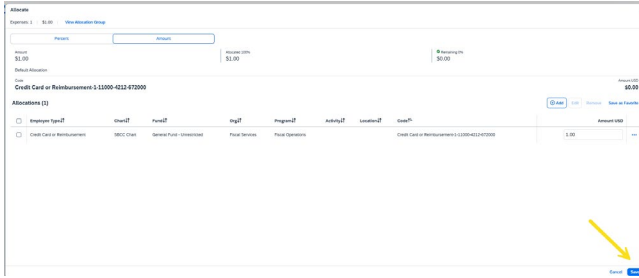 Allocate
Expenses: 1 | $1.00 | View Allocation Group
Percent Amount
Amount Allocated 100% Remaining 0%
$1.00 $1.00 $0.00
Default Allocation
Code Amount USD
Credit Card or Reimbursement-1-11000-4212-672000 $0.00
Allocations (1) Add Edit Remove Save as Favorite
Employee Type Chart Fund Org Program Activity Location Code Amount USD
Credit Card or Reimbursement SBCC Chart General Fund - Unrestricted Fiscal Services Fiscal Operations Credit Card or Reimbursement-1-11000-4212-672000 1.00
Cancel Save